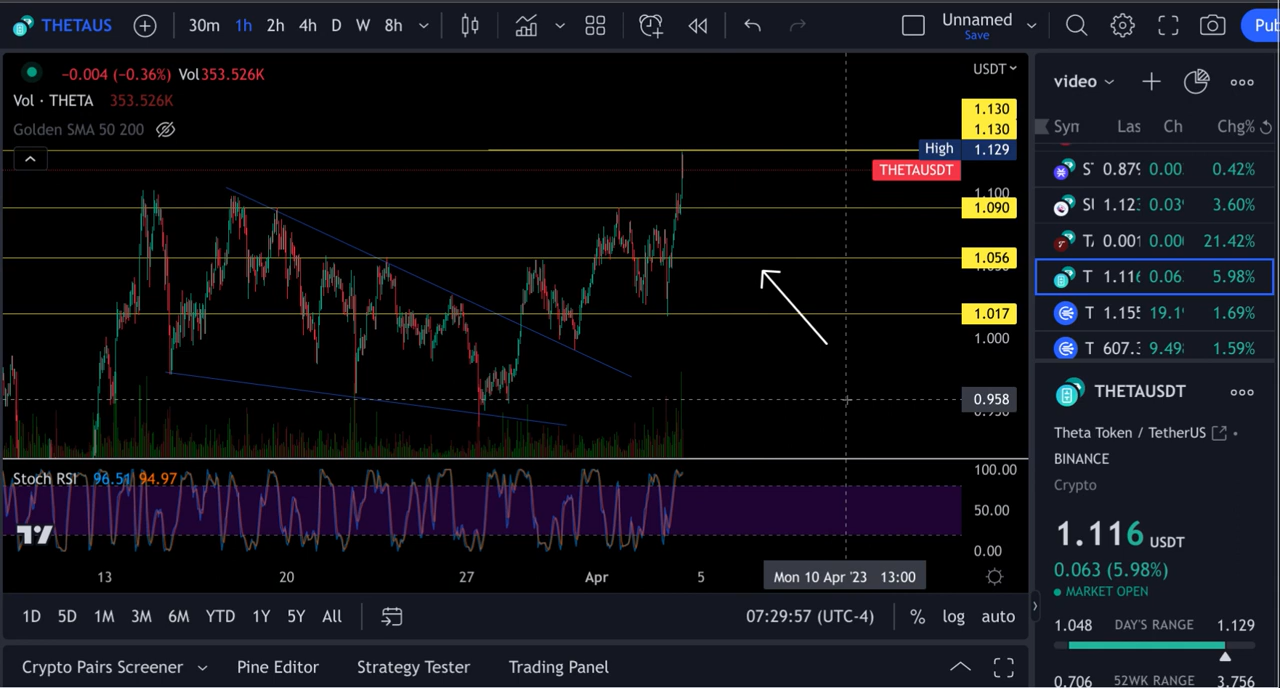 THETAUS 30m 1h 2h 4h D W 8h Unnamed Save Pub
−0.004 (−0.36%) Vol353.526K
Vol · THETA 353.526K
Golden SMA 50 200
USDT
1.130
1.130
High 1.129
THETAUSDT
1.100
1.090
1.056
1.017
1.000
0.958
Stoch RSI 96.51 94.97
100.00
50.00
0.00
13 20 27 Apr 5 Mon 10 Apr '23 13:00
1D 5D 1M 3M 6M YTD 1Y 5Y All 07:29:57 (UTC-4) % log auto
Crypto Pairs Screener Pine Editor Strategy Tester Trading Panel
video
Syn Las Ch Chg%
S 0.879 0.00 0.42%
SU 1.123 0.039 3.60%
T 0.001 0.00 21.42%
T 1.116 0.06 5.98%
T 1.155 19.1 1.69%
T 607. 9.49 1.59%
THETAUSDT
Theta Token / TetherUS
BINANCE
Crypto
1.116 USDT
0.063 (5.98%)
MARKET OPEN
1.048 DAY'S RANGE 1.129
0.706 52WK RANGE 3.756